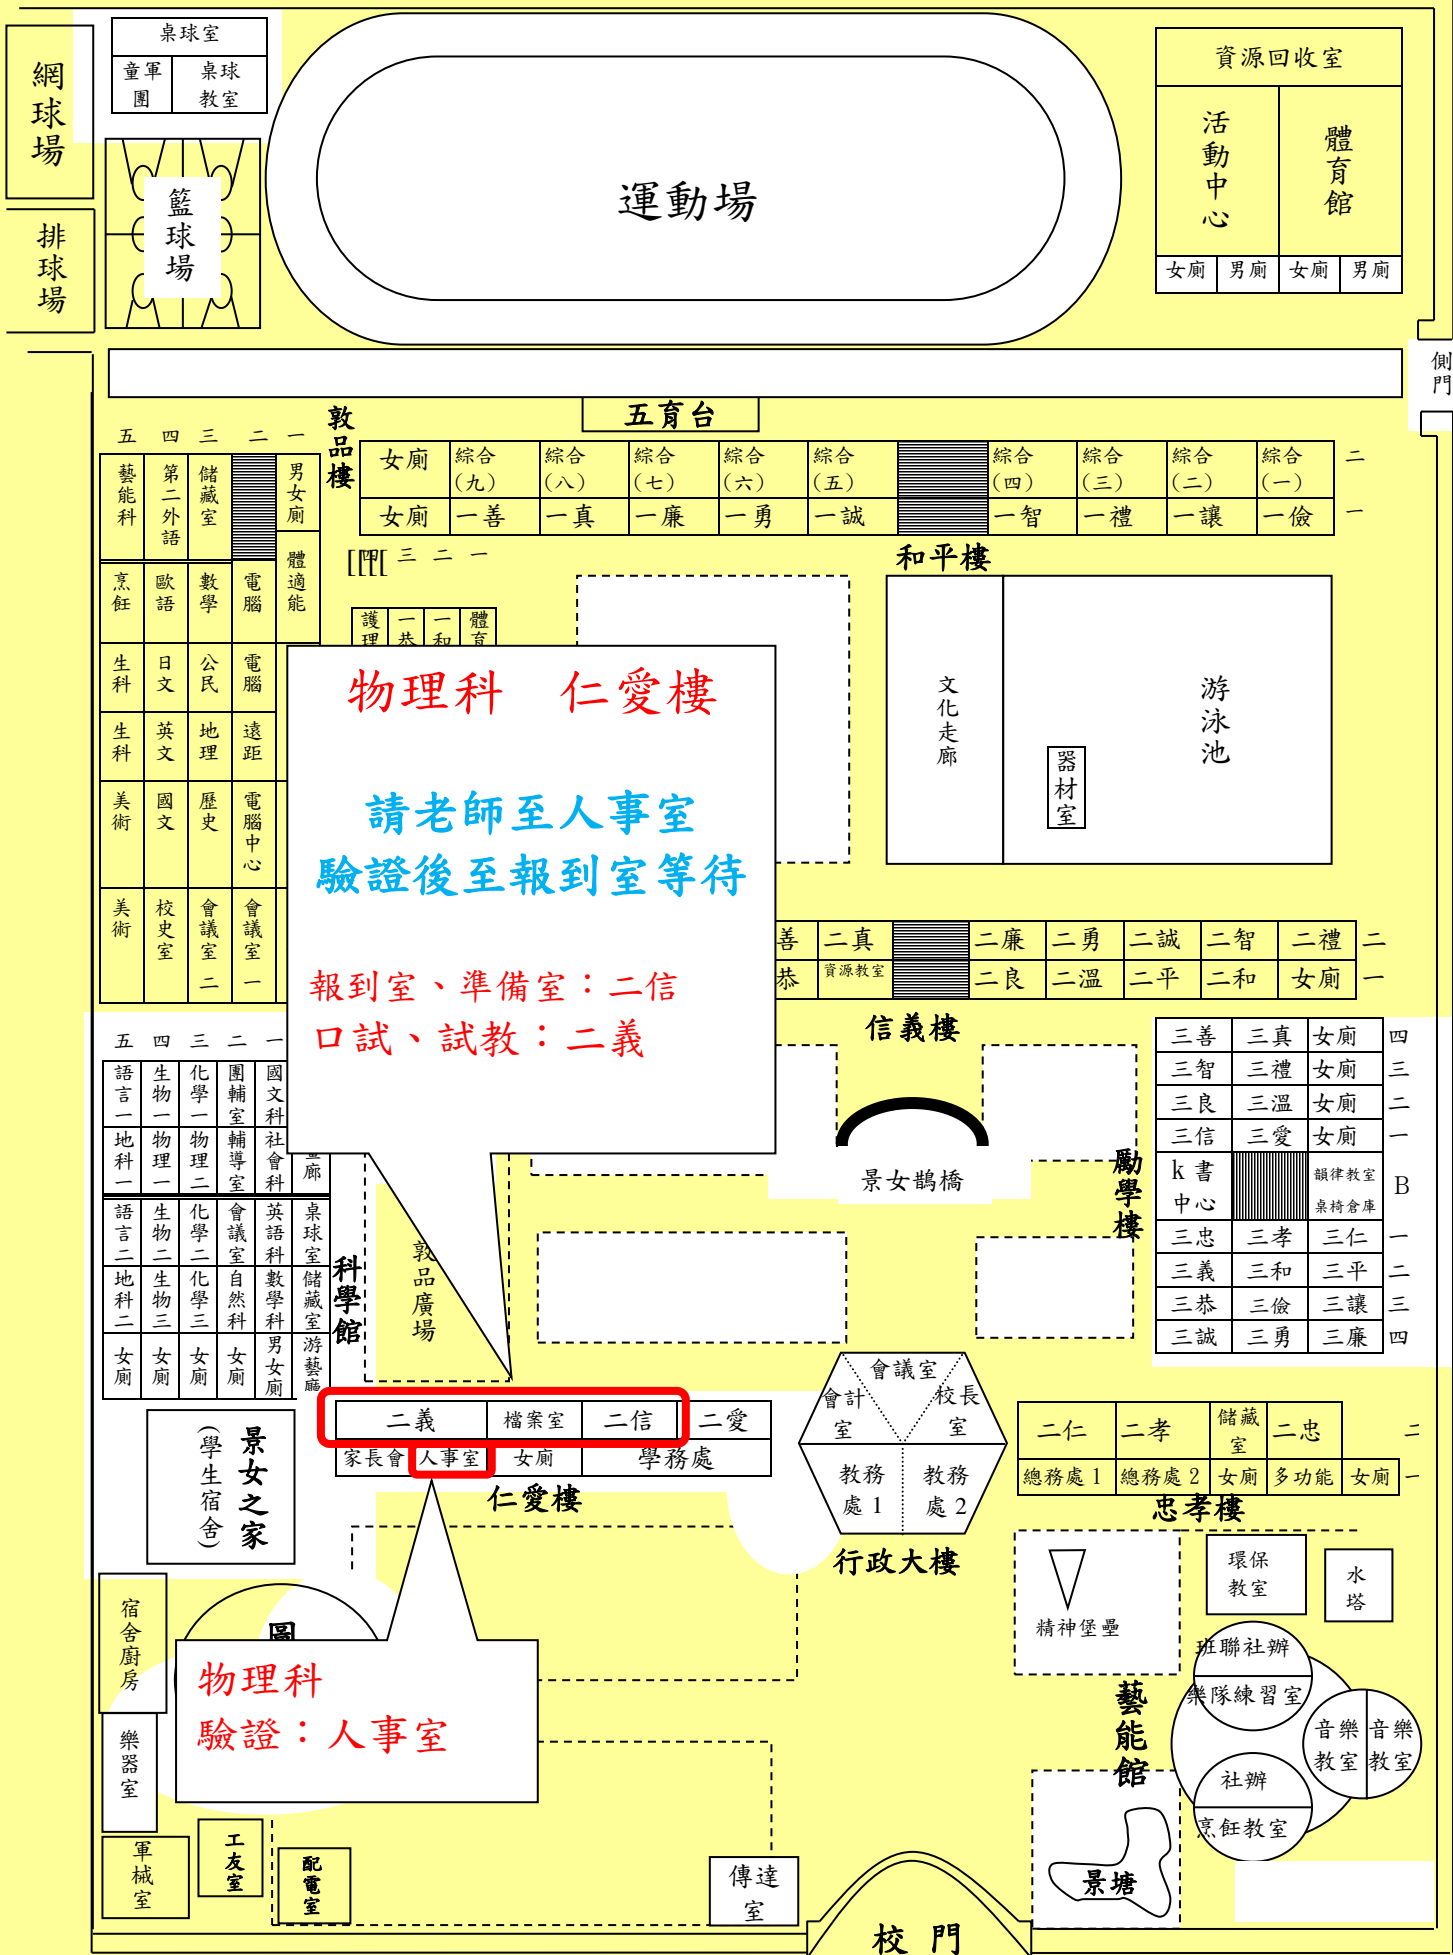 網球場
桌球室
童軍團
桌球教室
籃球場
排球場
運動場
資源回收室
活動中心
體育館
女廁 男廁 女廁 男廁
側門
五育台
敦品樓
五 四 三 二 一
藝能科 第二外語 儲藏室 男女廁
烹飪 歐語 數學 電腦 體適能
生科 日文 公民 電腦
生科 英文 地理 遠距
美術 國文 歷史 電腦中心
美術 校史室 會議室二 會議室一
女廁 綜合(九) 綜合(八) 綜合(七) 綜合(六) 綜合(五) 綜合(四) 綜合(三) 綜合(二) 綜合(一) 二
女廁 一善 一真 一廉 一勇 一誠 一智 一禮 一讓 一儉 一
和平樓
[[[[四 三 二 一
護理 一恭 一和 體育
文化走廊
器材室
游泳池
物理科 仁愛樓
請老師至人事室
驗證後至報到室等待
報到室、準備室：二信
口試、試教：二義
善 二真 二廉 二勇 二誠 二智 二禮 二
恭 資源教室 二良 二溫 二平 二和 女廁 一
信義樓
景女鵲橋
勵學樓
三善 三真 女廁 四
三智 三禮 女廁 三
三良 三溫 女廁 二
三信 三愛 女廁 一
k書中心 韻律教室 桌椅倉庫 B
三忠 三孝 三仁 一
三義 三和 三平 二
三恭 三儉 三讓 三
三誠 三勇 三廉 四
五 四 三 二 一
語言一 生物一 化學一 團輔室 國文科
地科一 物理一 物理二 輔導室 社會科 廊
語言二 生物二 化學二 會議室 英語科 桌球室
地科二 生物三 化學三 自然科 數學科 儲藏室
女廁 女廁 女廁 女廁 男女廁 游藝廳
科學館
敦品廣場
二義 檔案室 二信 二愛
家長會 人事室 女廁 學務處
仁愛樓
會議室
會計室
校長室
教務處1
教務處2
行政大樓
二仁 二孝 儲藏室 二忠 二
總務處1 總務處2 女廁 多功能 女廁 一
忠孝樓
景女之家
(學生宿舍)
宿舍廚房
圖
物理科
驗證：人事室
樂器室
軍械室
工友室
配電室
傳達室
校門
精神堡壘
環保教室
水塔
藝能館
班聯社辦
樂隊練習室
音樂教室 音樂教室
社辦
烹飪教室
景塘